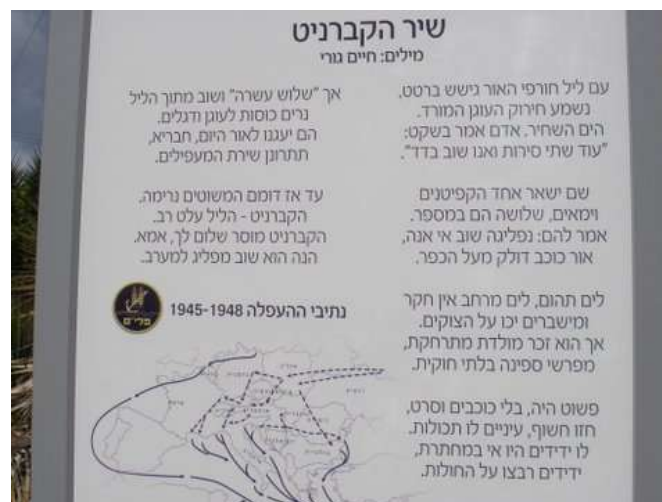 שיר הקברניט
מילים: חיים גורי
עם ליל חורפי האור גישש ברטט,
נשמע חירוק העוגן המורד.
הים השחיר. אדם אמר בשקט:
"עוד שתי סירות ואנו שוב בדד".
שם ישאר אחד הקפיטנים
וימאים, שלושה הם במספר.
אמר להם: נפליגה שוב אי אנה,
אור כוכב דולק מעל הכפר.
לים תהום, לים מרחב אין חקר
ומישברים יכו על הצוקים.
אך הוא זכר מולדת מתרחקת,
מפרשי ספינה בלתי חוקית.
פשוט היה, בלי כוכבים וסרט,
חזו חשוף, עיניים לו תכולות.
לו ידידים היו אי במחתרת,
ידידים רבצו על החולות.
אך "שלוש עשרה" ושוב מתוך הליל
נרים כוסות לעוגן ודגלים.
הם יעגנו לאור היום, חבריא,
תתרונן שירת המעפילים.
עד אז דומם המשוטים נרימה,
הקברניט - הליל עלט רב.
הקברניט מוסר שלום לך, אמא.
הנה הוא שוב מפליג למערב.
נתיבי ההעפלה 1945-1948
פלי"ם